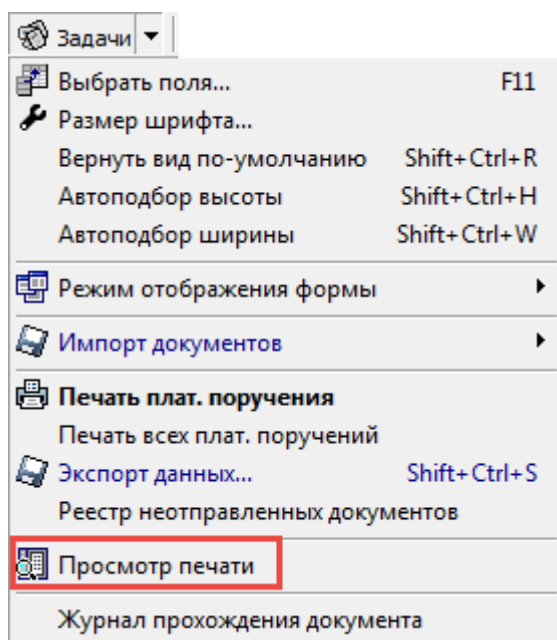 Задачи
Выбрать поля... F11
Размер шрифта...
Вернуть вид по-умолчанию Shift+Ctrl+R
Автоподбор высоты Shift+Ctrl+H
Автоподбор ширины Shift+Ctrl+W
Режим отображения формы
Импорт документов
Печать плат. поручения
Печать всех плат. поручений
Экспорт данных... Shift+Ctrl+S
Реестр неотправленных документов
Просмотр печати
Журнал прохождения документа